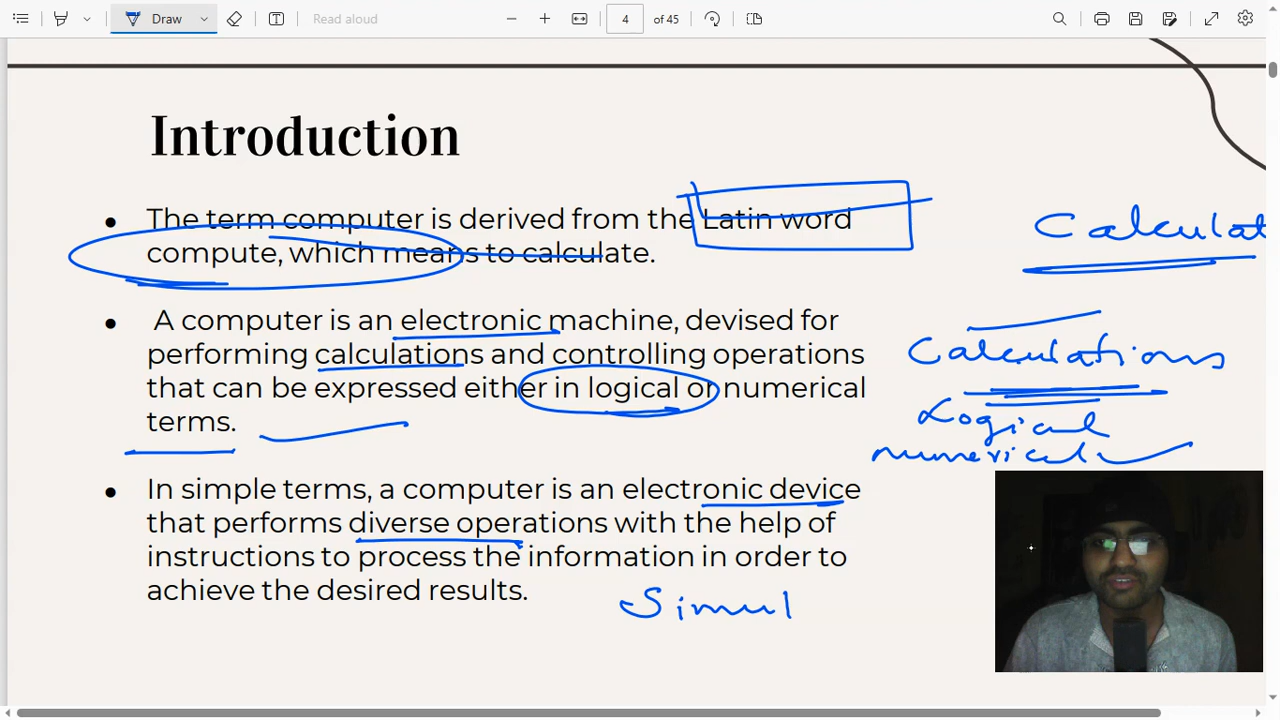 Draw
Read aloud
4 of 45
Introduction
The term computer is derived from the Latin word
compute, which means to calculate.
Calculat
A computer is an electronic machine, devised for
performing calculations and controlling operations
that can be expressed either in logical or numerical
terms.
Calculations
Logical
numerical
In simple terms, a computer is an electronic device
that performs diverse operations with the help of
instructions to process the information in order to
achieve the desired results.
Simul